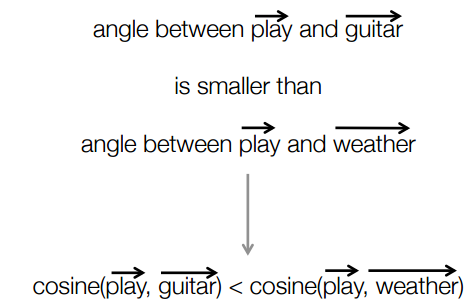 angle between play and guitar
is smaller than
angle between play and weather
cosine(play, guitar) < cosine(play, weather)